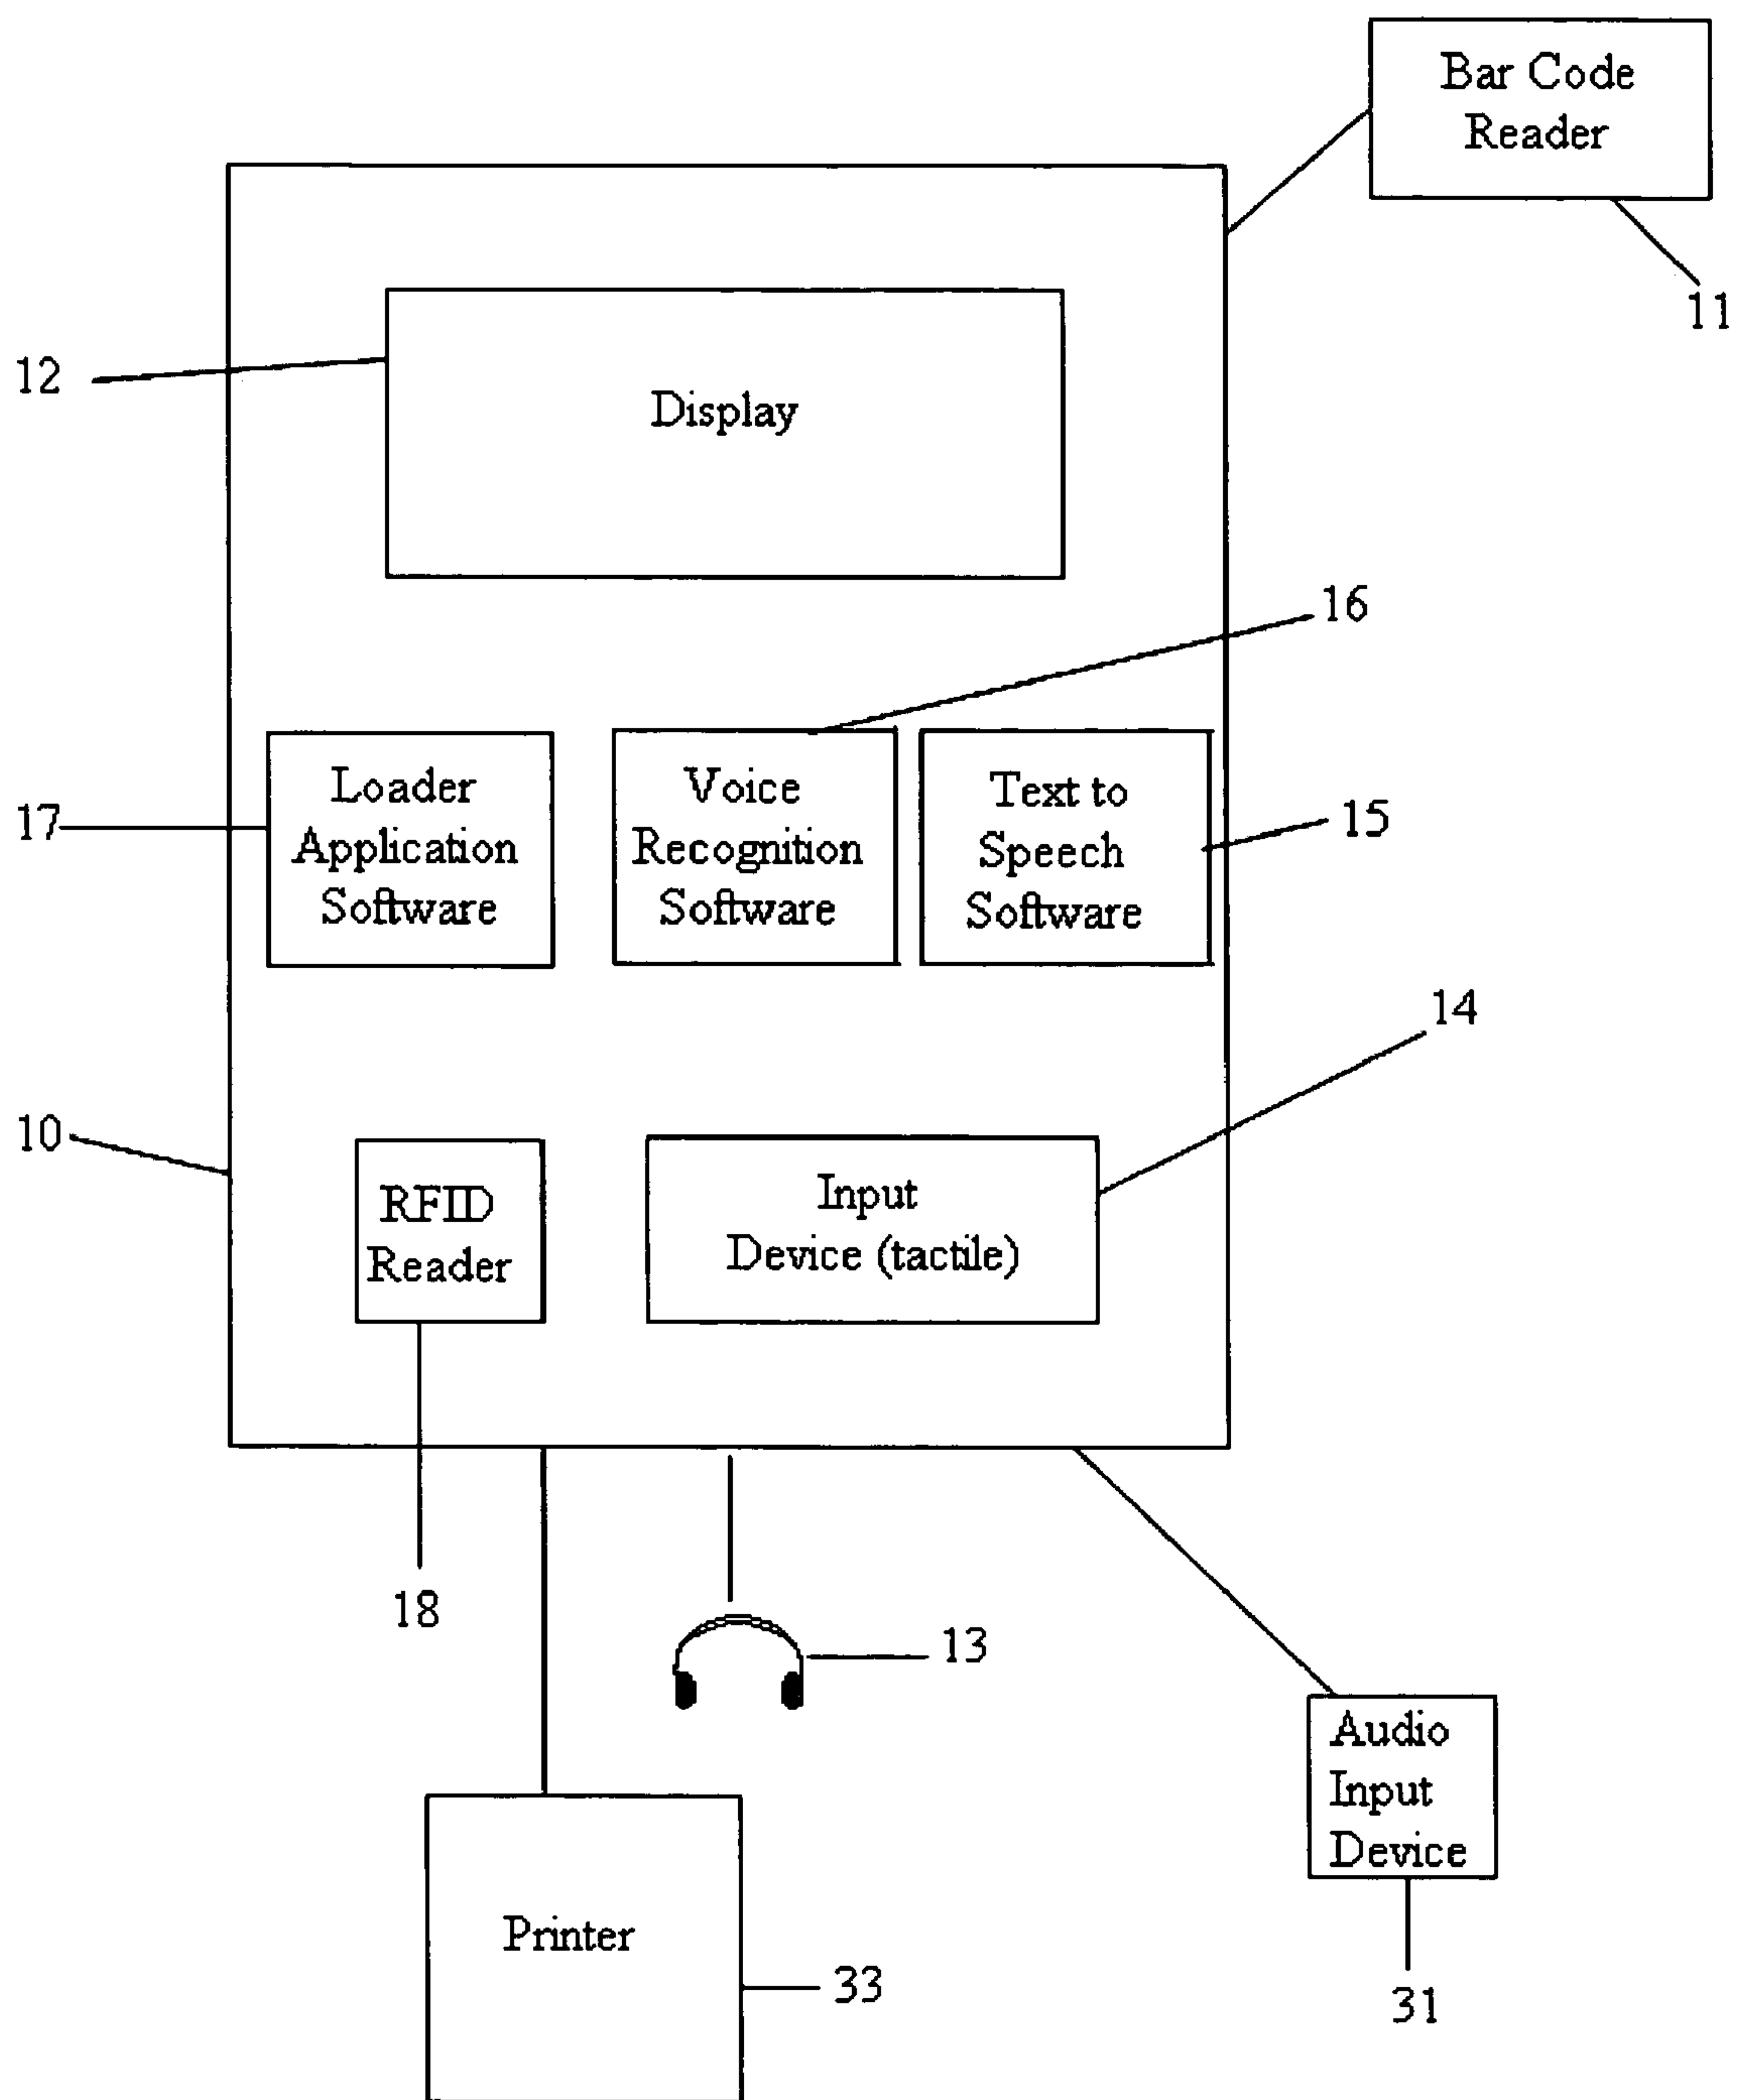 Bar Code
Reader
11
12
Display
16
Loader
Application
Software
Voice
Recognition
Software
Text to
Speech
Software
17
15
14
10
RFID
Reader
Input
Device (tactile)
18
13
Audio
Input
Device
Printer
33
31